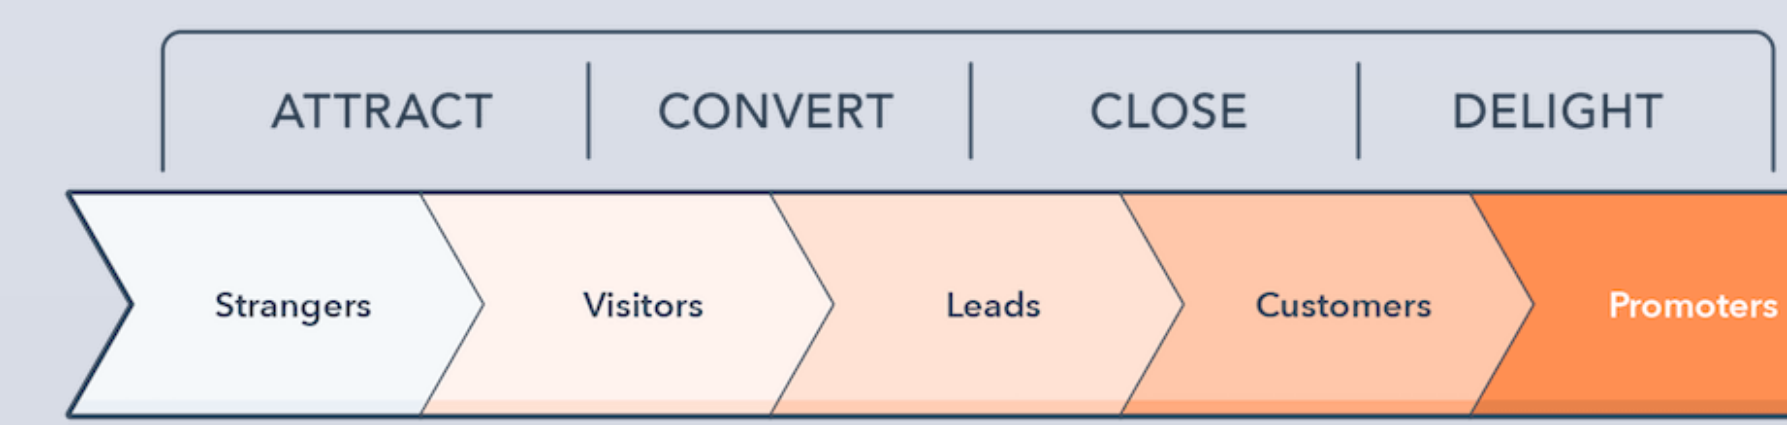 ATTRACT CONVERT CLOSE DELIGHT
Strangers Visitors Leads Customers Promoters